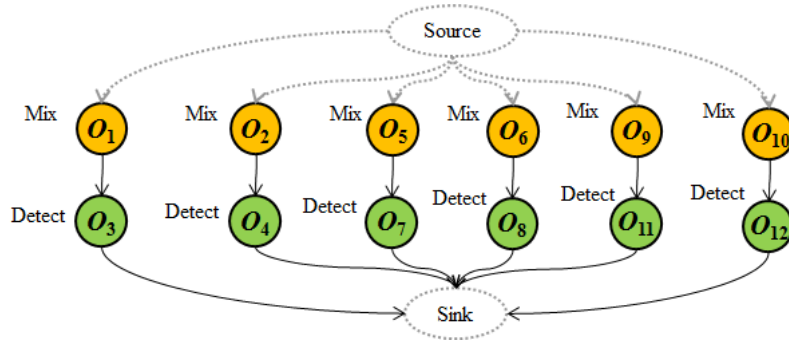 Source
Mix O1 Mix O2 Mix O5 Mix O6 Mix O9 Mix O10
Detect O3 Detect O4 Detect O7 Detect O8 Detect O11 Detect O12
Sink